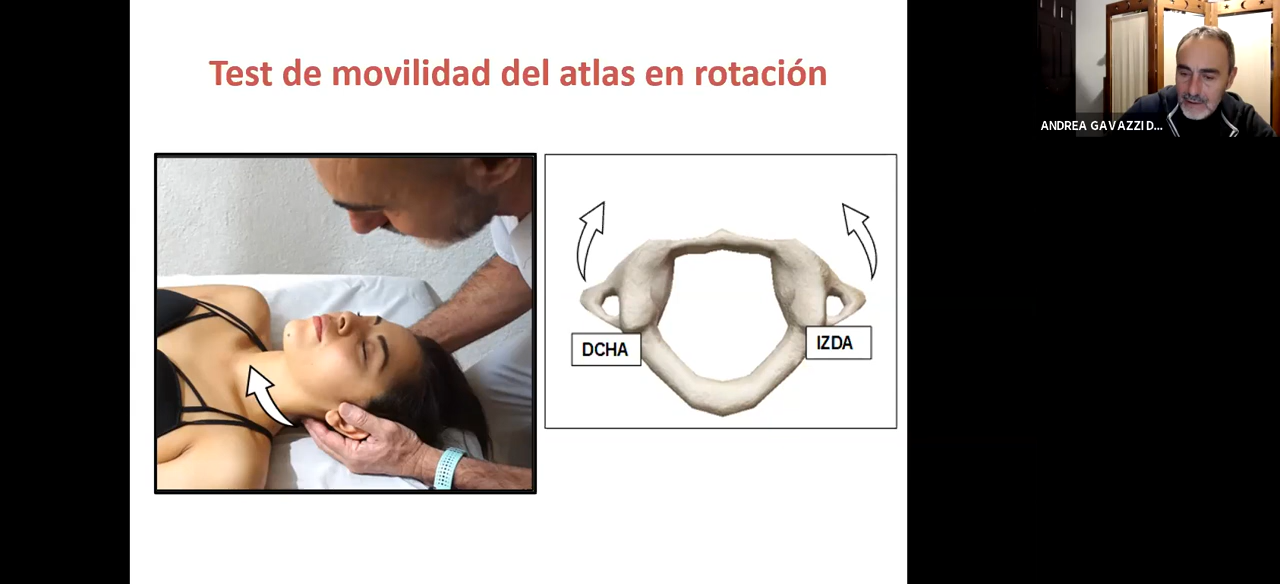 Test de movilidad del atlas en rotación
ANDREA GAVAZZI D...
DCHA
IZDA